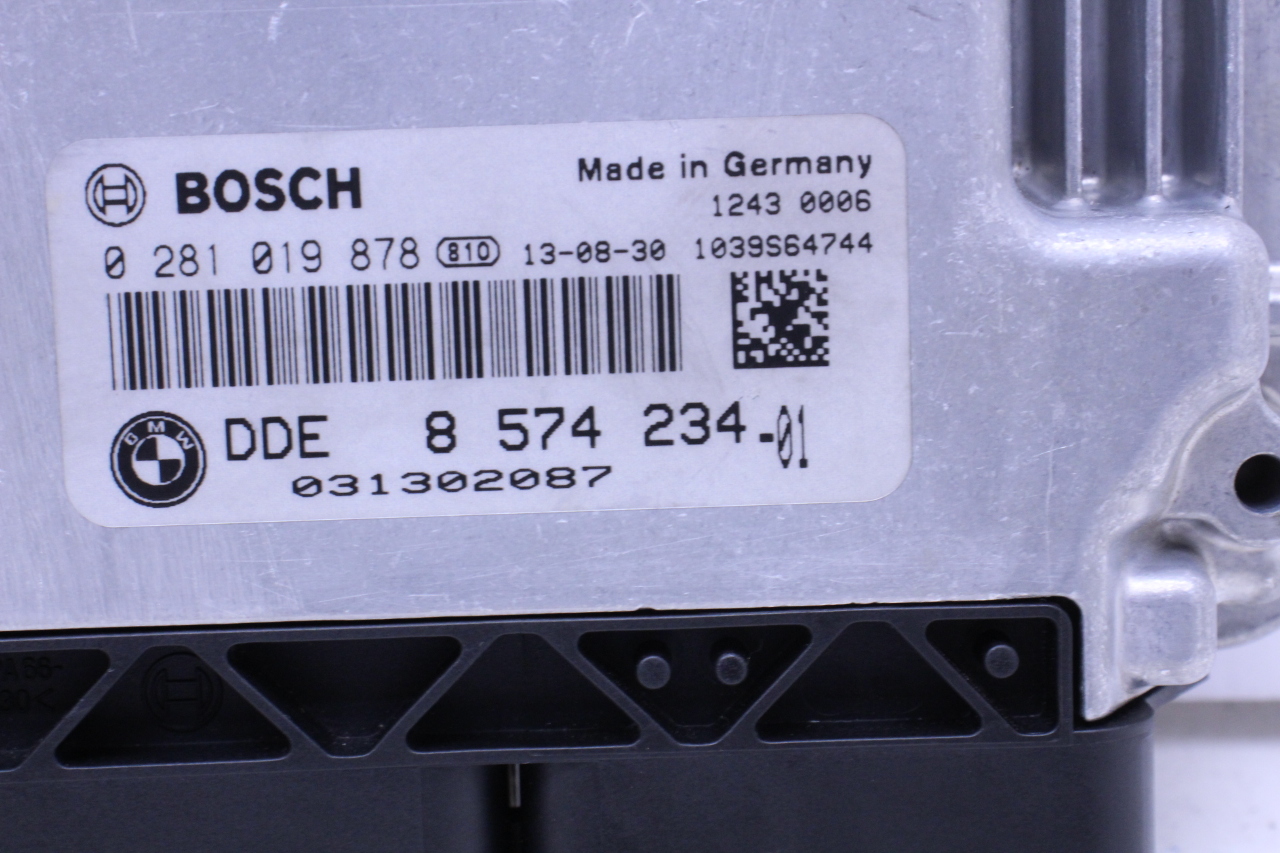 BOSCH
Made in Germany
1243 0006
0 281 019 878 810 13-08-30 1039S64744
BMW
DDE 8 574 234-01
031302087